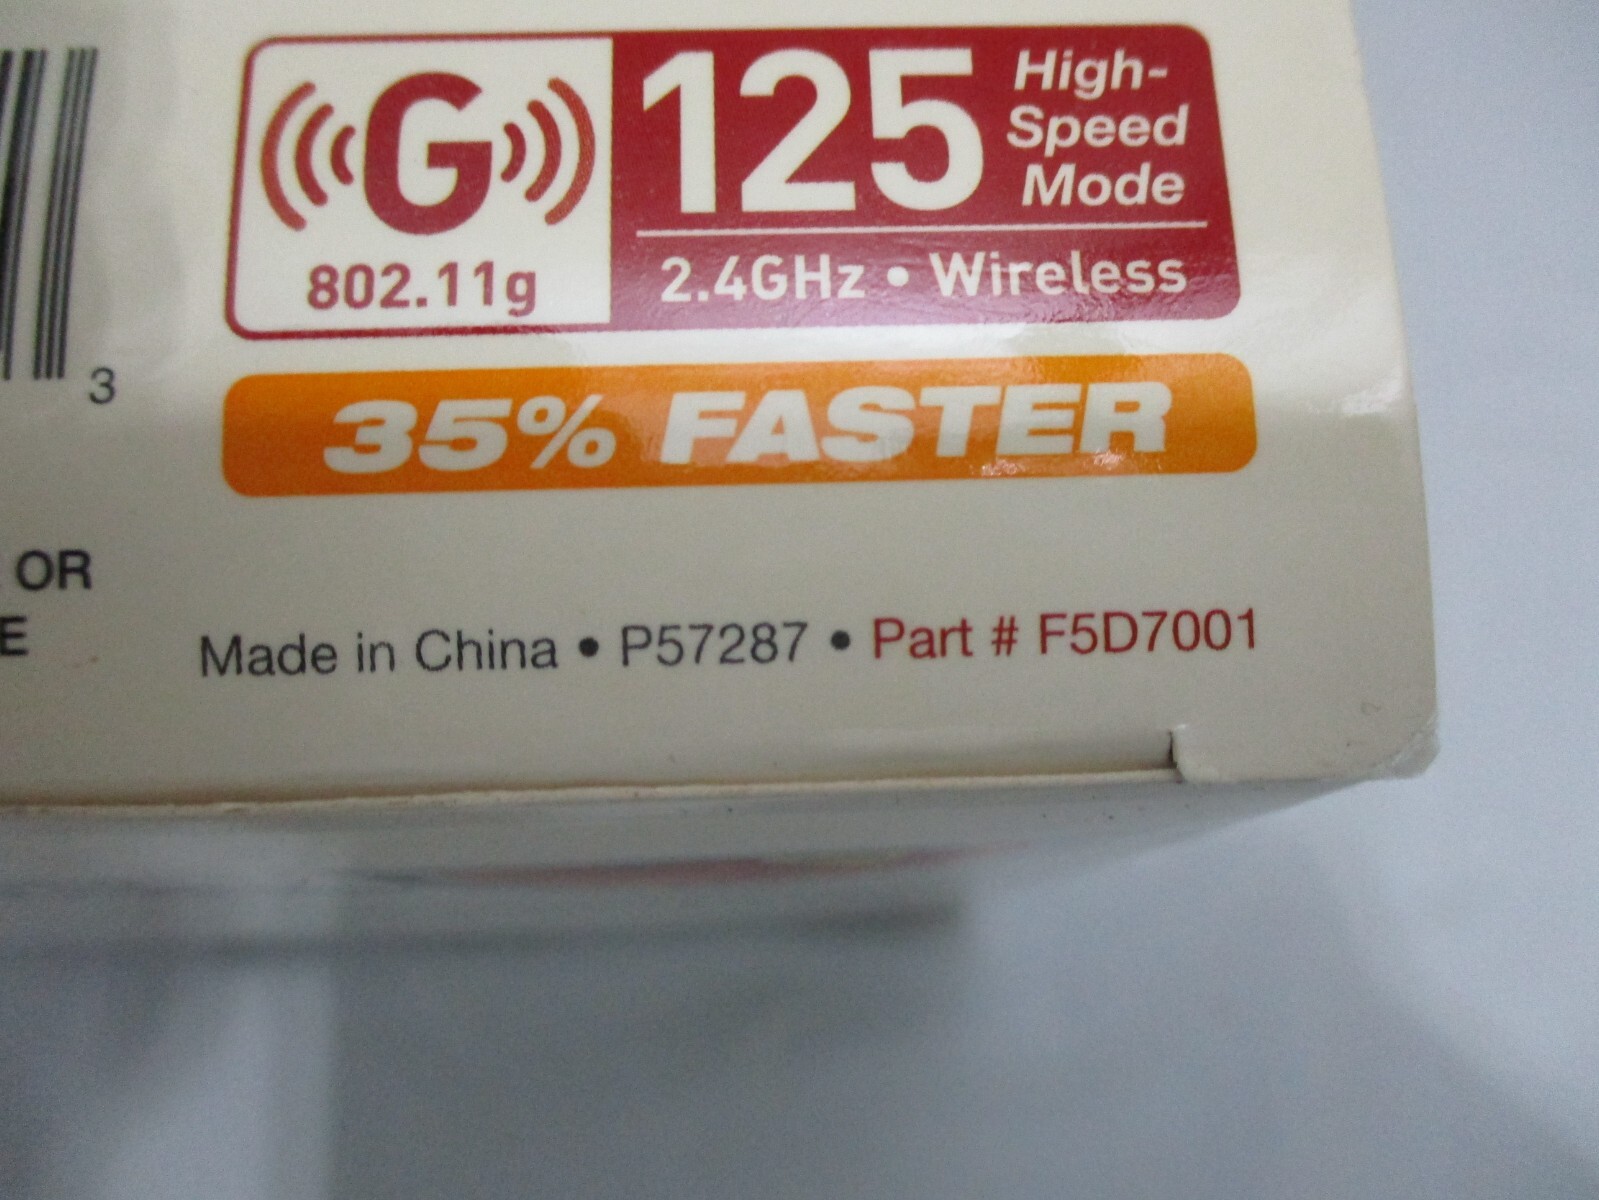 G
802.11g
125
High-
Speed
Mode
2.4GHz • Wireless
3
35% FASTER
OR
E
Made in China • P57287 • Part # F5D7001